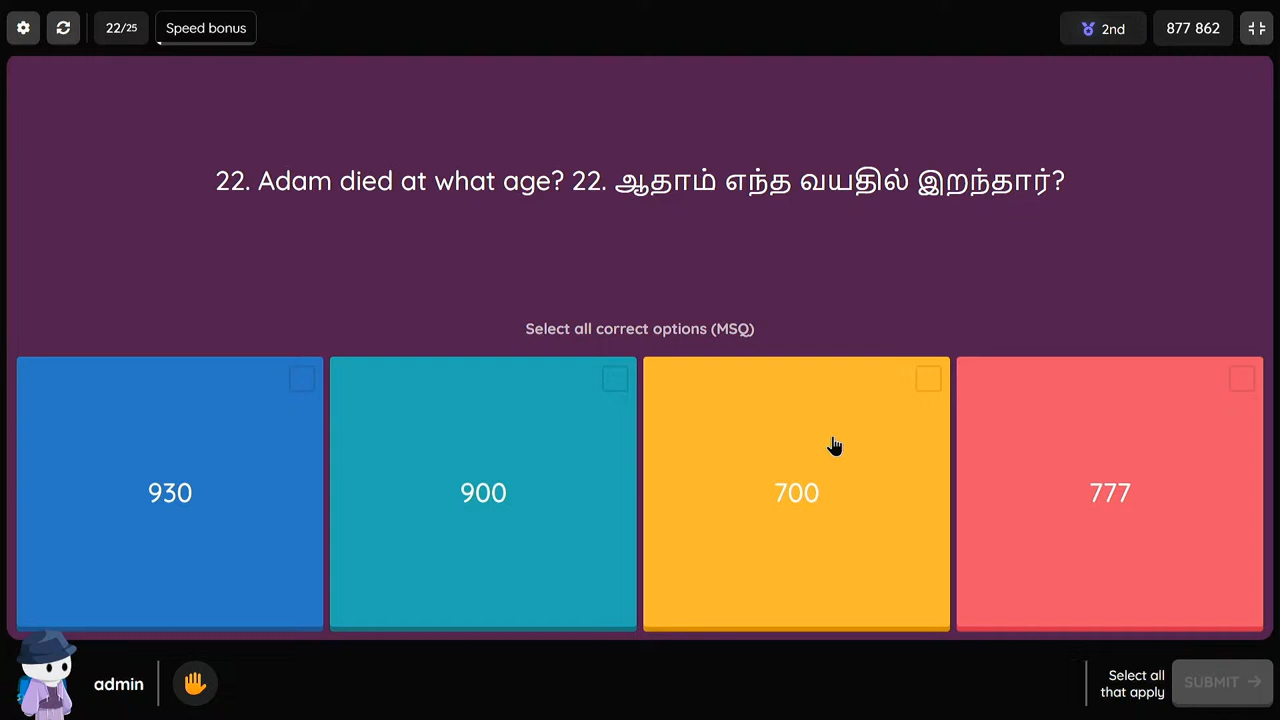 22/25 Speed bonus 2nd 877 862
22. Adam died at what age? 22. ஆதாம் எந்த வயதில் இறந்தார்?
Select all correct options (MSQ)
930 900 700 777
admin
Select all
that apply
SUBMIT